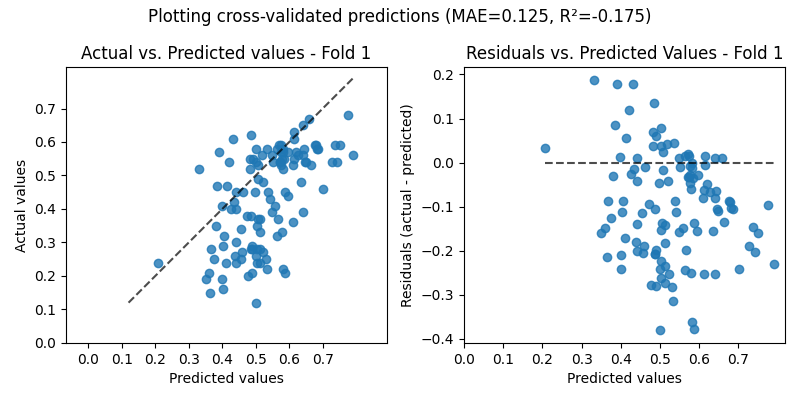 Plotting cross-validated predictions (MAE=0.125, R²=-0.175)
Actual vs. Predicted values - Fold 1
Actual values
0.7
0.6
0.5
0.4
0.3
0.2
0.1
0.0
0.0 0.1 0.2 0.3 0.4 0.5 0.6 0.7
Predicted values
Residuals vs. Predicted Values - Fold 1
Residuals (actual - predicted)
0.2
0.1
0.0
−0.1
−0.2
−0.3
−0.4
0.0 0.1 0.2 0.3 0.4 0.5 0.6 0.7
Predicted values